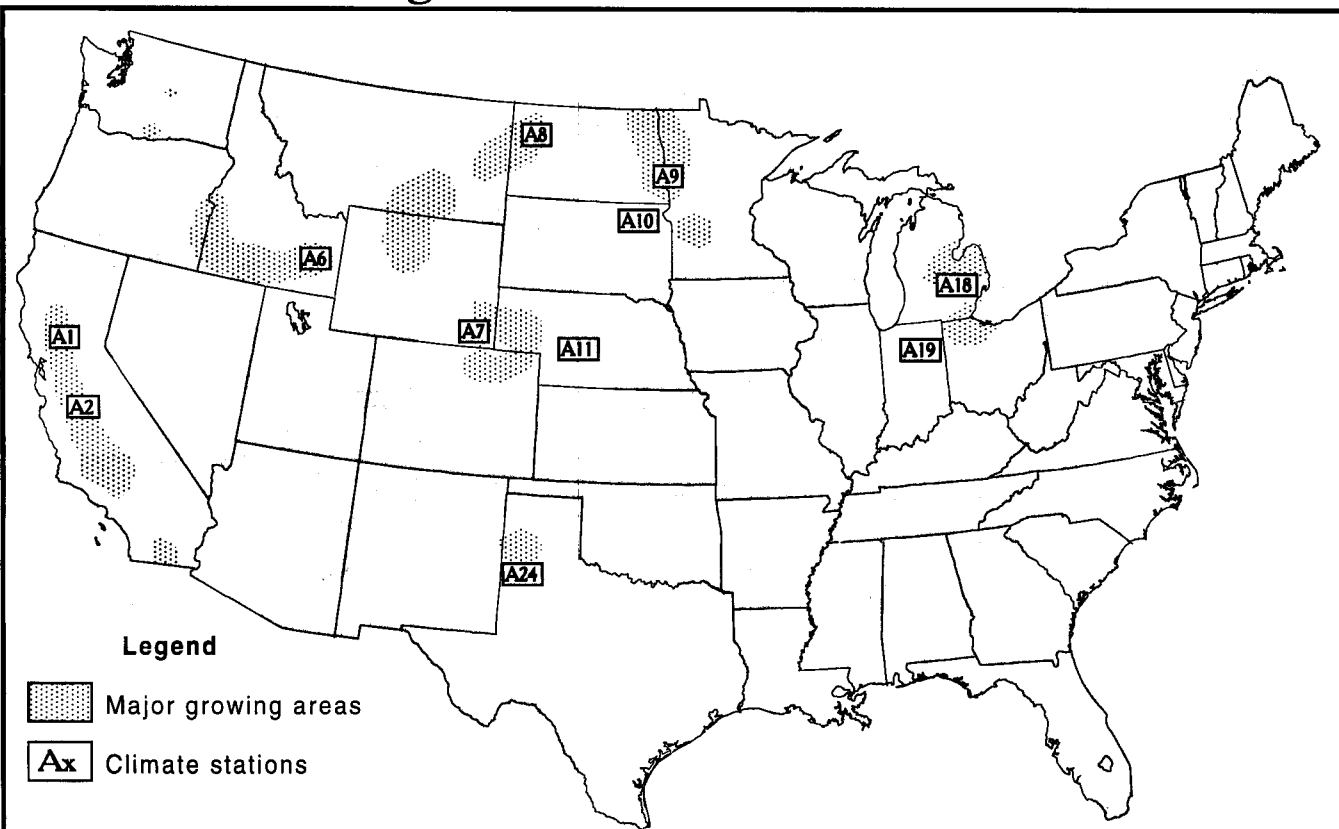 A8
A9
A10
A6
A18
A7
A1
A11
A19
A2
A24
Legend
Major growing areas
Ax Climate stations